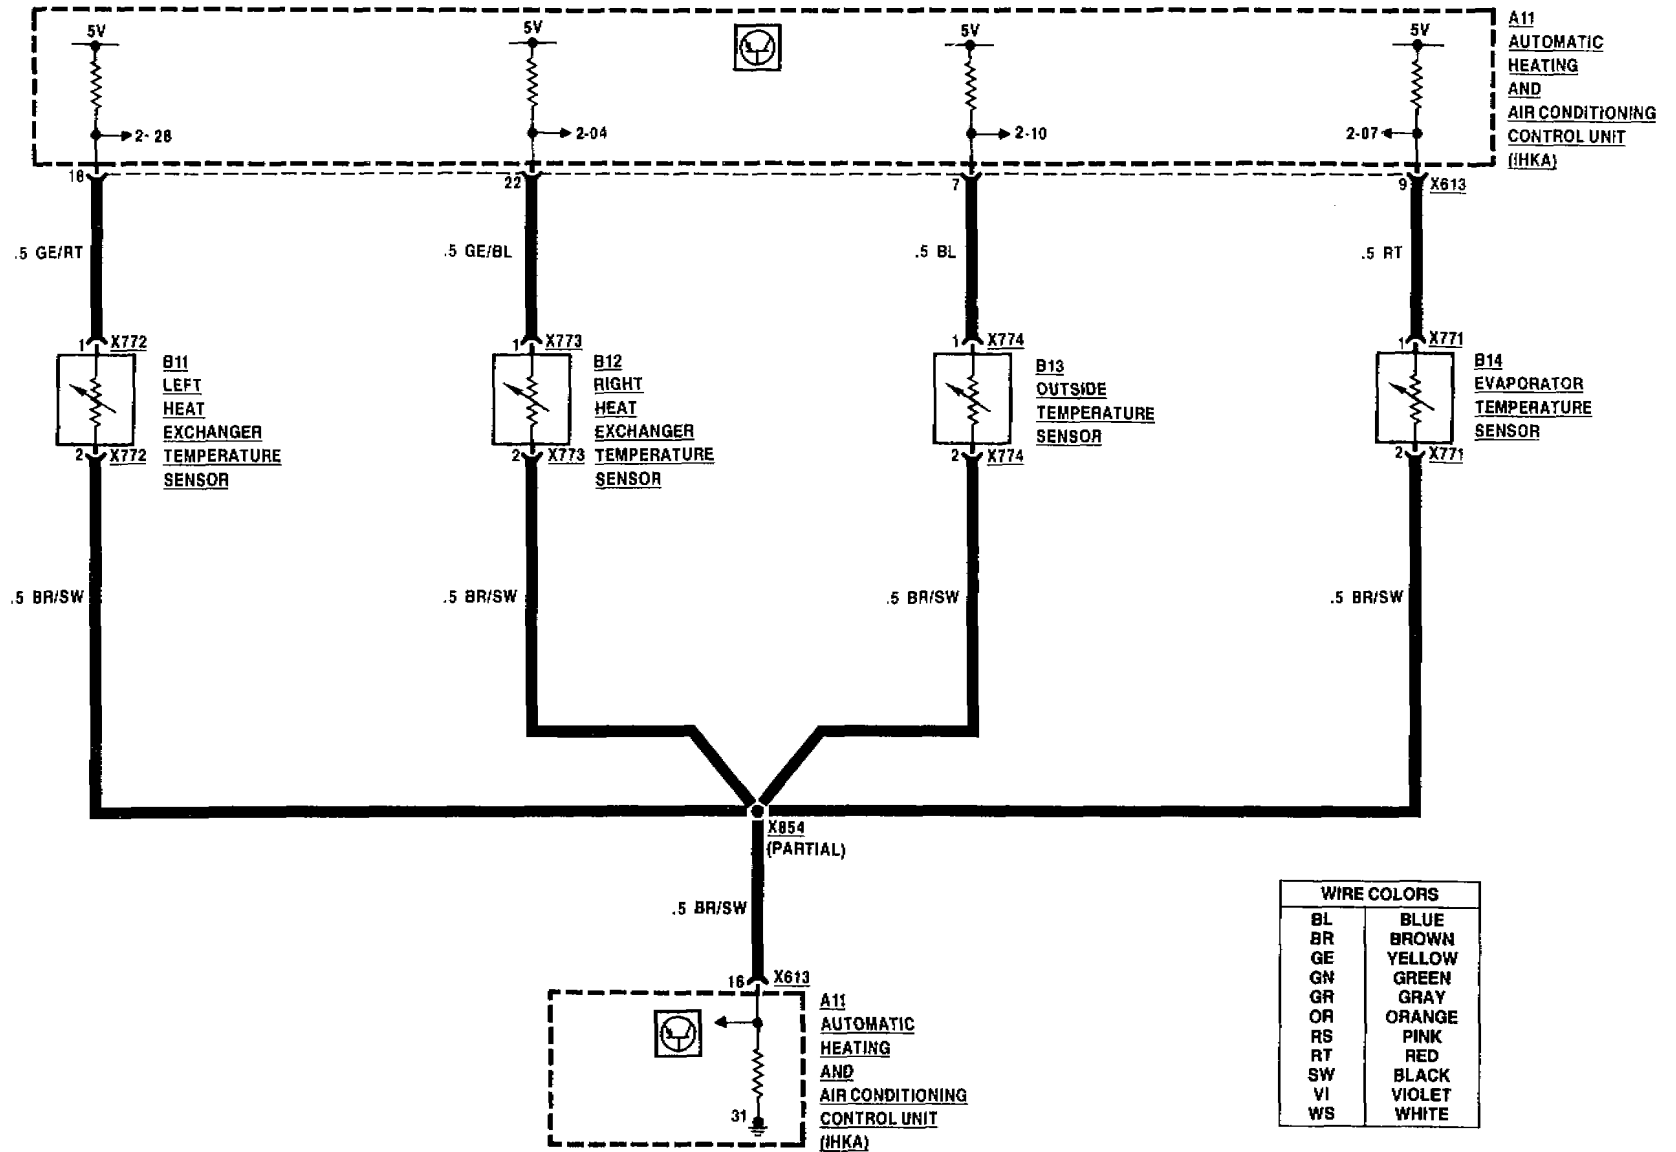 5V
5V
5V
5V
A11
AUTOMATIC
HEATING
AND
AIR CONDITIONING
CONTROL UNIT
(IHKA)
2-28
2-04
2-10
2-07
18
22
7
9
X613
.5 GE/RT
.5 GE/BL
.5 BL
.5 RT
1
X772
1
X773
1
X774
1
X771
B11
LEFT
HEAT
EXCHANGER
TEMPERATURE
SENSOR
B12
RIGHT
HEAT
EXCHANGER
TEMPERATURE
SENSOR
B13
OUTSIDE
TEMPERATURE
SENSOR
B14
EVAPORATOR
TEMPERATURE
SENSOR
2
X772
2
X773
2
X774
2
X771
.5 BR/SW
.5 BR/SW
.5 BR/SW
.5 BR/SW
X854
(PARTIAL)
.5 BR/SW
16
X613
A11
AUTOMATIC
HEATING
AND
AIR CONDITIONING
CONTROL UNIT
(IHKA)
31
WIRE COLORS
BL BLUE
BR BROWN
GE YELLOW
GN GREEN
GR GRAY
OR ORANGE
RS PINK
RT RED
SW BLACK
VI VIOLET
WS WHITE